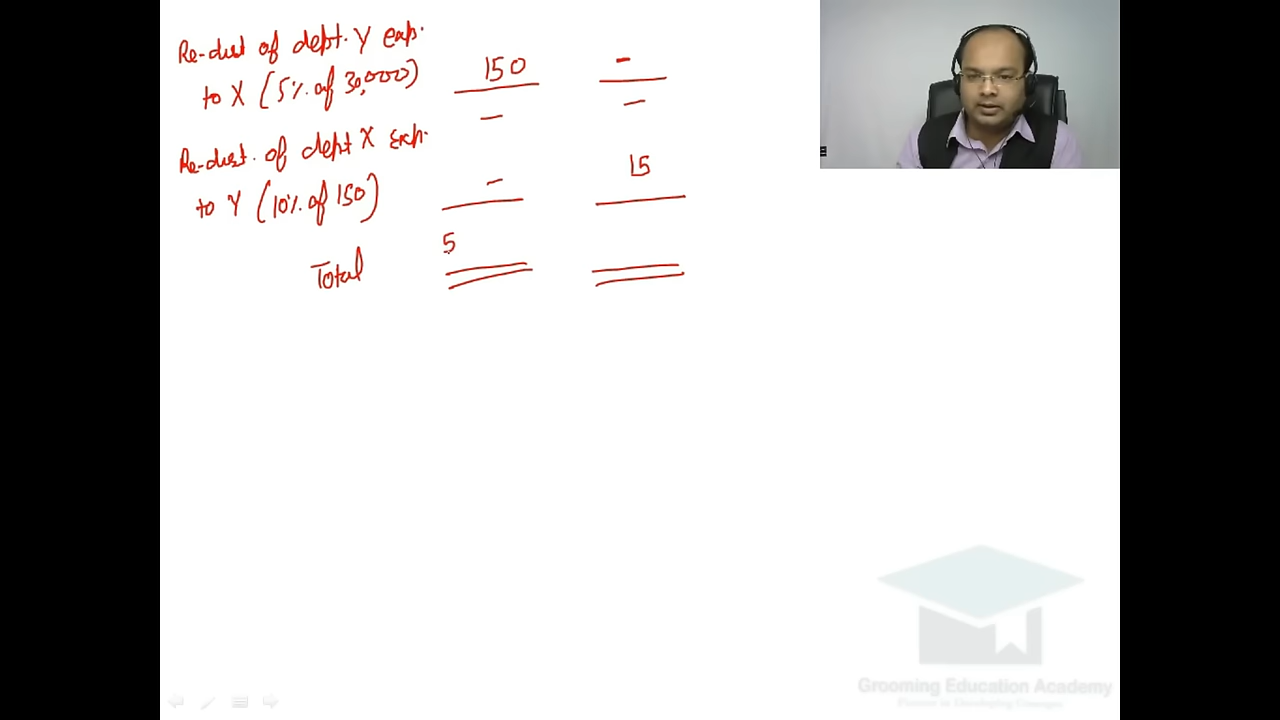 Re-dist of dept. Y exp.
to X (5% of 30,000) 150 -
- -
Re-dist. of dept X exp.
to Y (10% of 150) - 15
Total 5
Grooming Education Academy